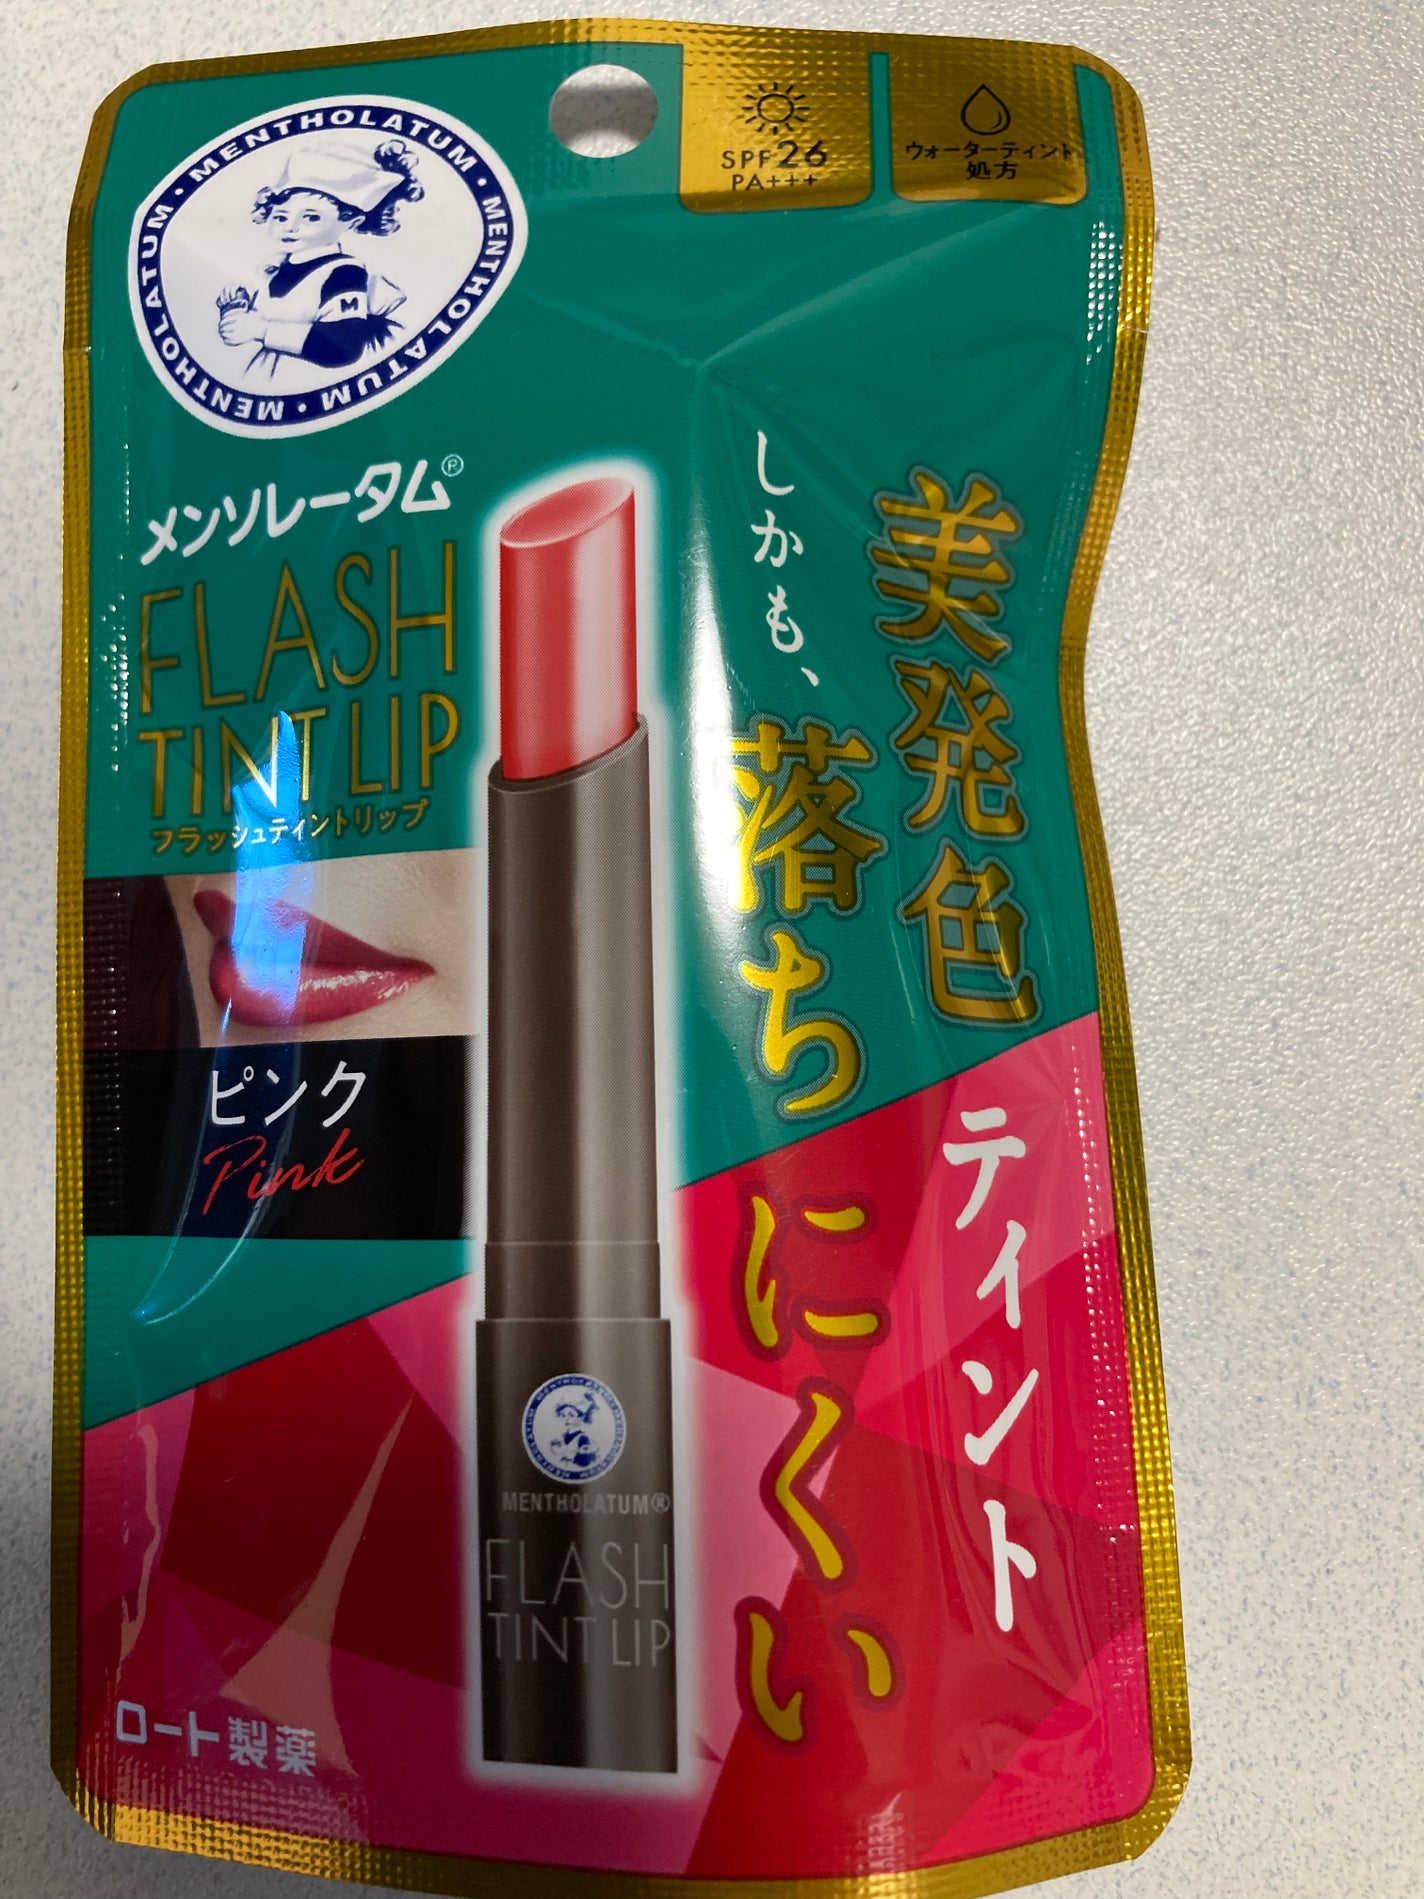 MENTHOLATUM・MENTHOLATUM・MENTHOLATUM・MENTHOLATUM・
M
SPF26
PA+++
ウォーターティント
処方
メンソレータム®
FLASH
TINT LIP
フラッシュティントリップ
ピンク
Pink
美発色ティント
しかも、落ちにくい
MENTHOLATUM®
FLASH
TINT LIP
ロート製薬